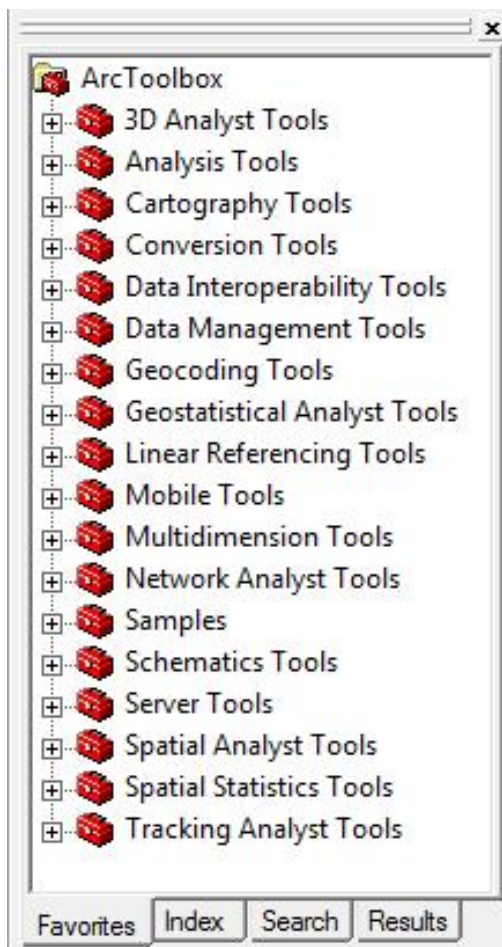 ArcToolbox
3D Analyst Tools
Analysis Tools
Cartography Tools
Conversion Tools
Data Interoperability Tools
Data Management Tools
Geocoding Tools
Geostatistical Analyst Tools
Linear Referencing Tools
Mobile Tools
Multidimension Tools
Network Analyst Tools
Samples
Schematics Tools
Server Tools
Spatial Analyst Tools
Spatial Statistics Tools
Tracking Analyst Tools
Favorites Index Search Results